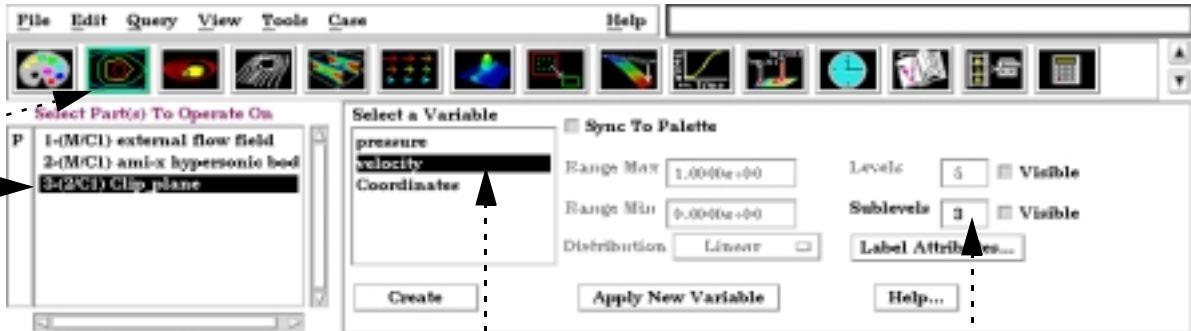 File Edit Query View Tools Case Help
Select Part(s) To Operate On
P
1-(M/C1) external flow field
2-(M/C1) ami-x hypersonic bod
3-(2/C1) Clip_plane
Select a Variable
pressure
velocity
Coordinates
Sync To Palette
Range Max 1.0000e+00
Levels 5 Visible
Range Min 0.0000e+00
Sublevels 3 Visible
Distribution Linear
Label Attributes...
Create
Apply New Variable
Help...